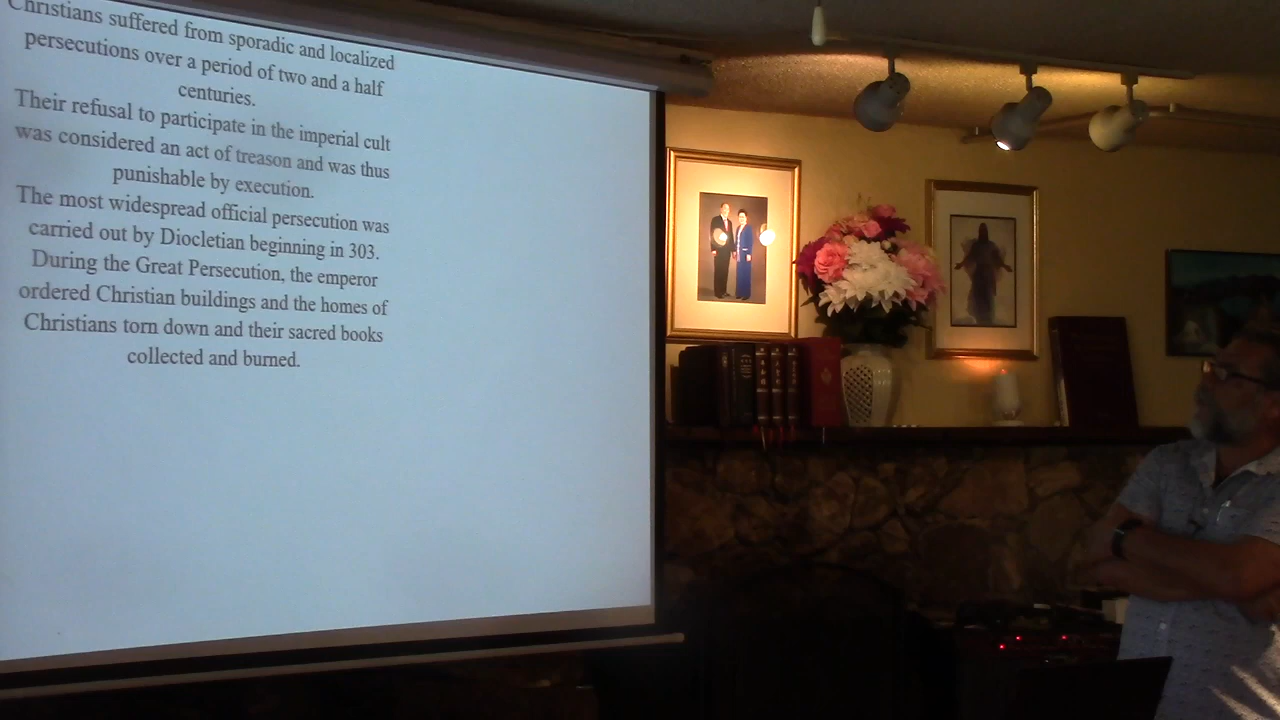 Christians suffered from sporadic and localized
persecutions over a period of two and a half
centuries.
Their refusal to participate in the imperial cult
was considered an act of treason and was thus
punishable by execution.
The most widespread official persecution was
carried out by Diocletian beginning in 303.
During the Great Persecution, the emperor
ordered Christian buildings and the homes of
Christians torn down and their sacred books
collected and burned.